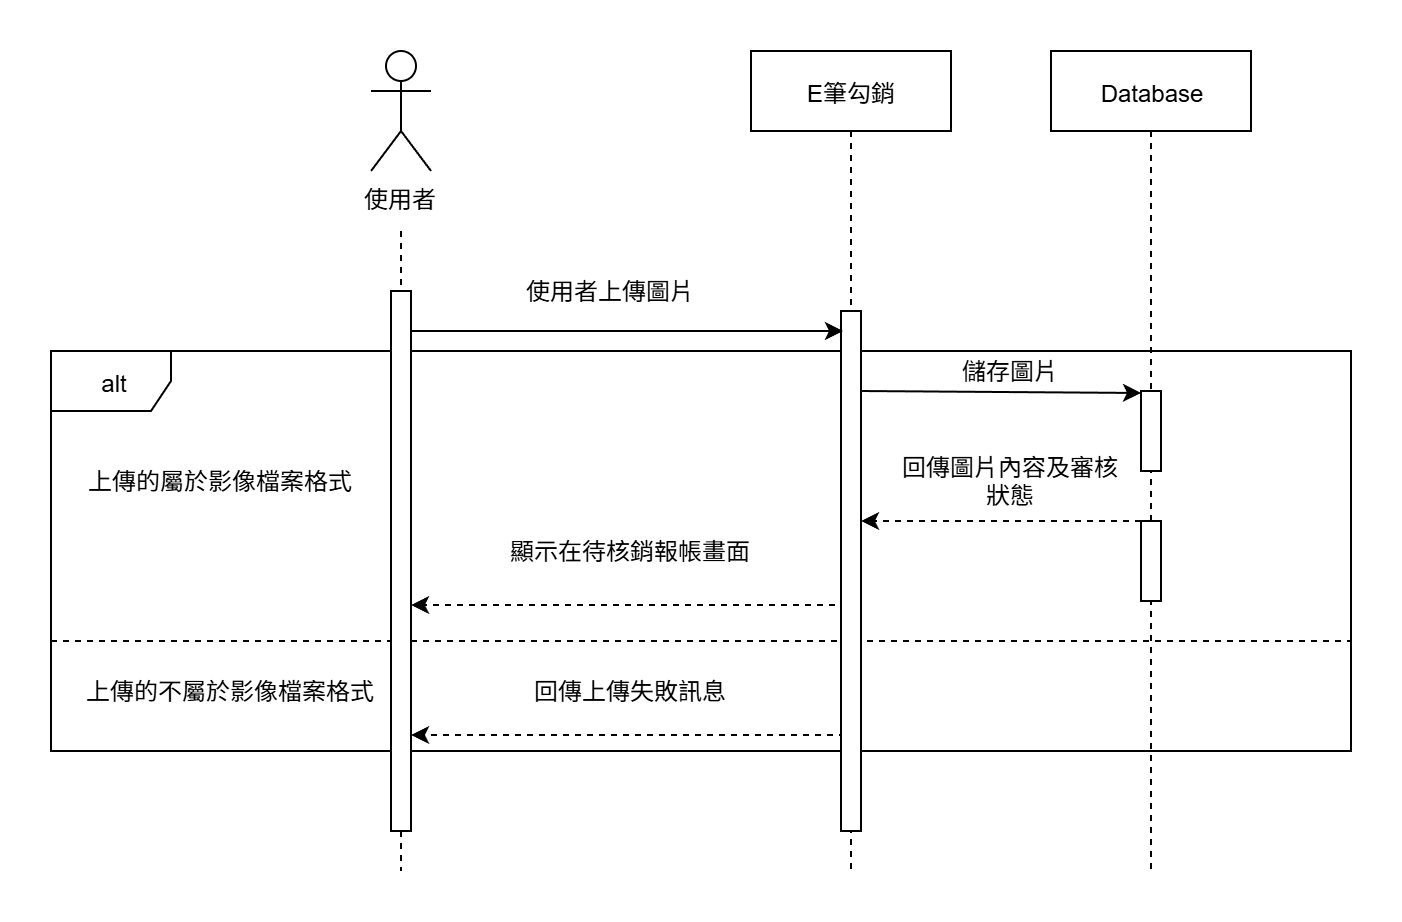 E筆勾銷
Database
使用者
使用者上傳圖片
alt
儲存圖片
上傳的屬於影像檔案格式
回傳圖片內容及審核
狀態
顯示在待核銷報帳畫面
上傳的不屬於影像檔案格式
回傳上傳失敗訊息